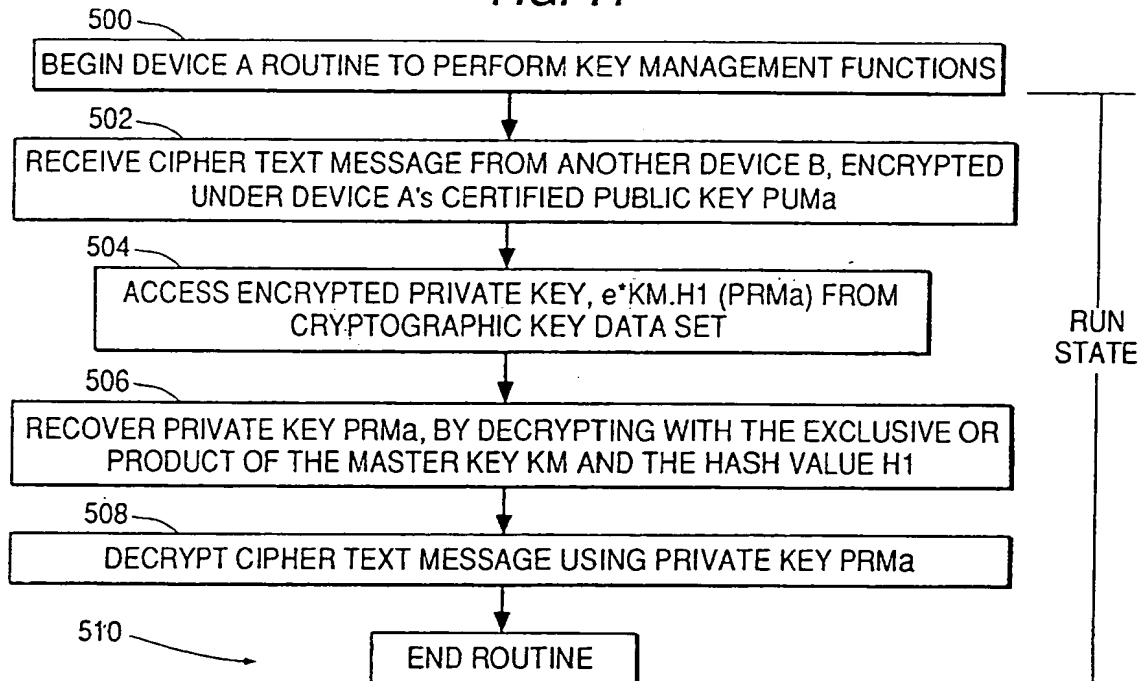 500
BEGIN DEVICE A ROUTINE TO PERFORM KEY MANAGEMENT FUNCTIONS
502
RECEIVE CIPHER TEXT MESSAGE FROM ANOTHER DEVICE B, ENCRYPTED
UNDER DEVICE A's CERTIFIED PUBLIC KEY PUMa
504
ACCESS ENCRYPTED PRIVATE KEY, e*KM.H1 (PRMa) FROM
CRYPTOGRAPHIC KEY DATA SET
RUN
STATE
506
RECOVER PRIVATE KEY PRMa, BY DECRYPTING WITH THE EXCLUSIVE OR
PRODUCT OF THE MASTER KEY KM AND THE HASH VALUE H1
508
DECRYPT CIPHER TEXT MESSAGE USING PRIVATE KEY PRMa
510
END ROUTINE